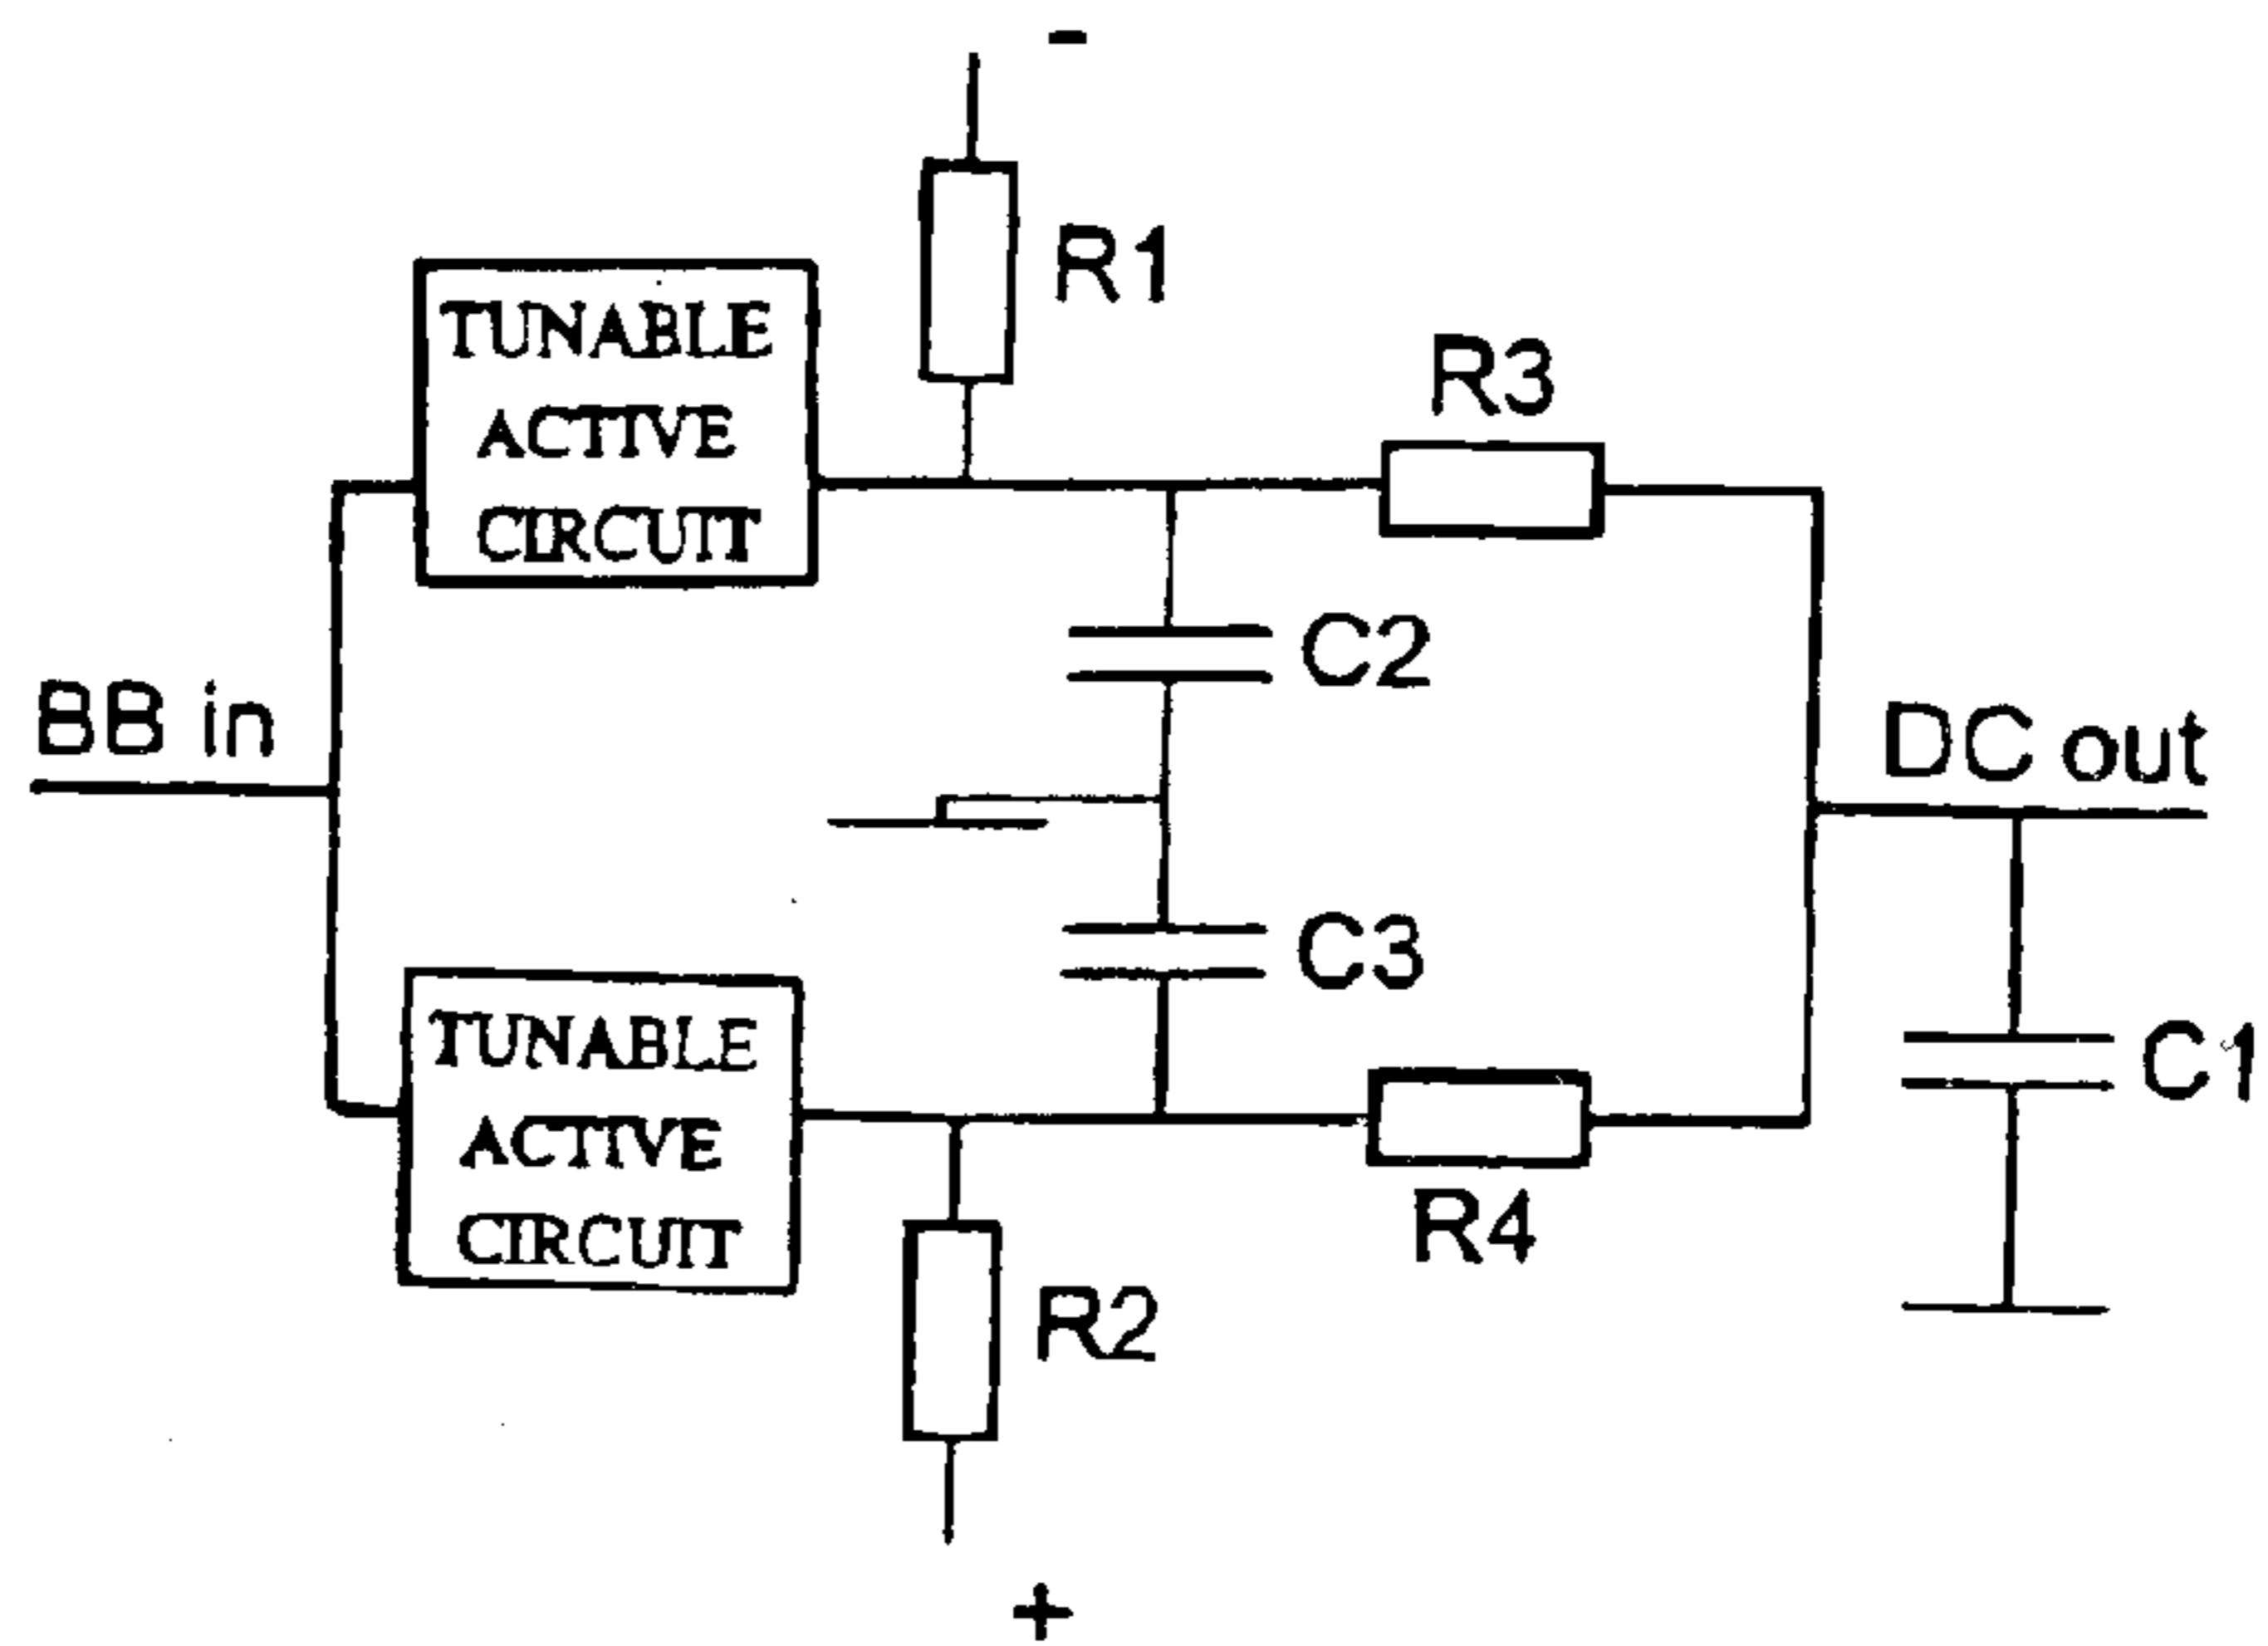 -
R1
TUNABLE
ACTIVE
CIRCUIT
R3
C2
BB in
DC out
C3
C1
TUNABLE
ACTIVE
CIRCUIT
R4
R2
+